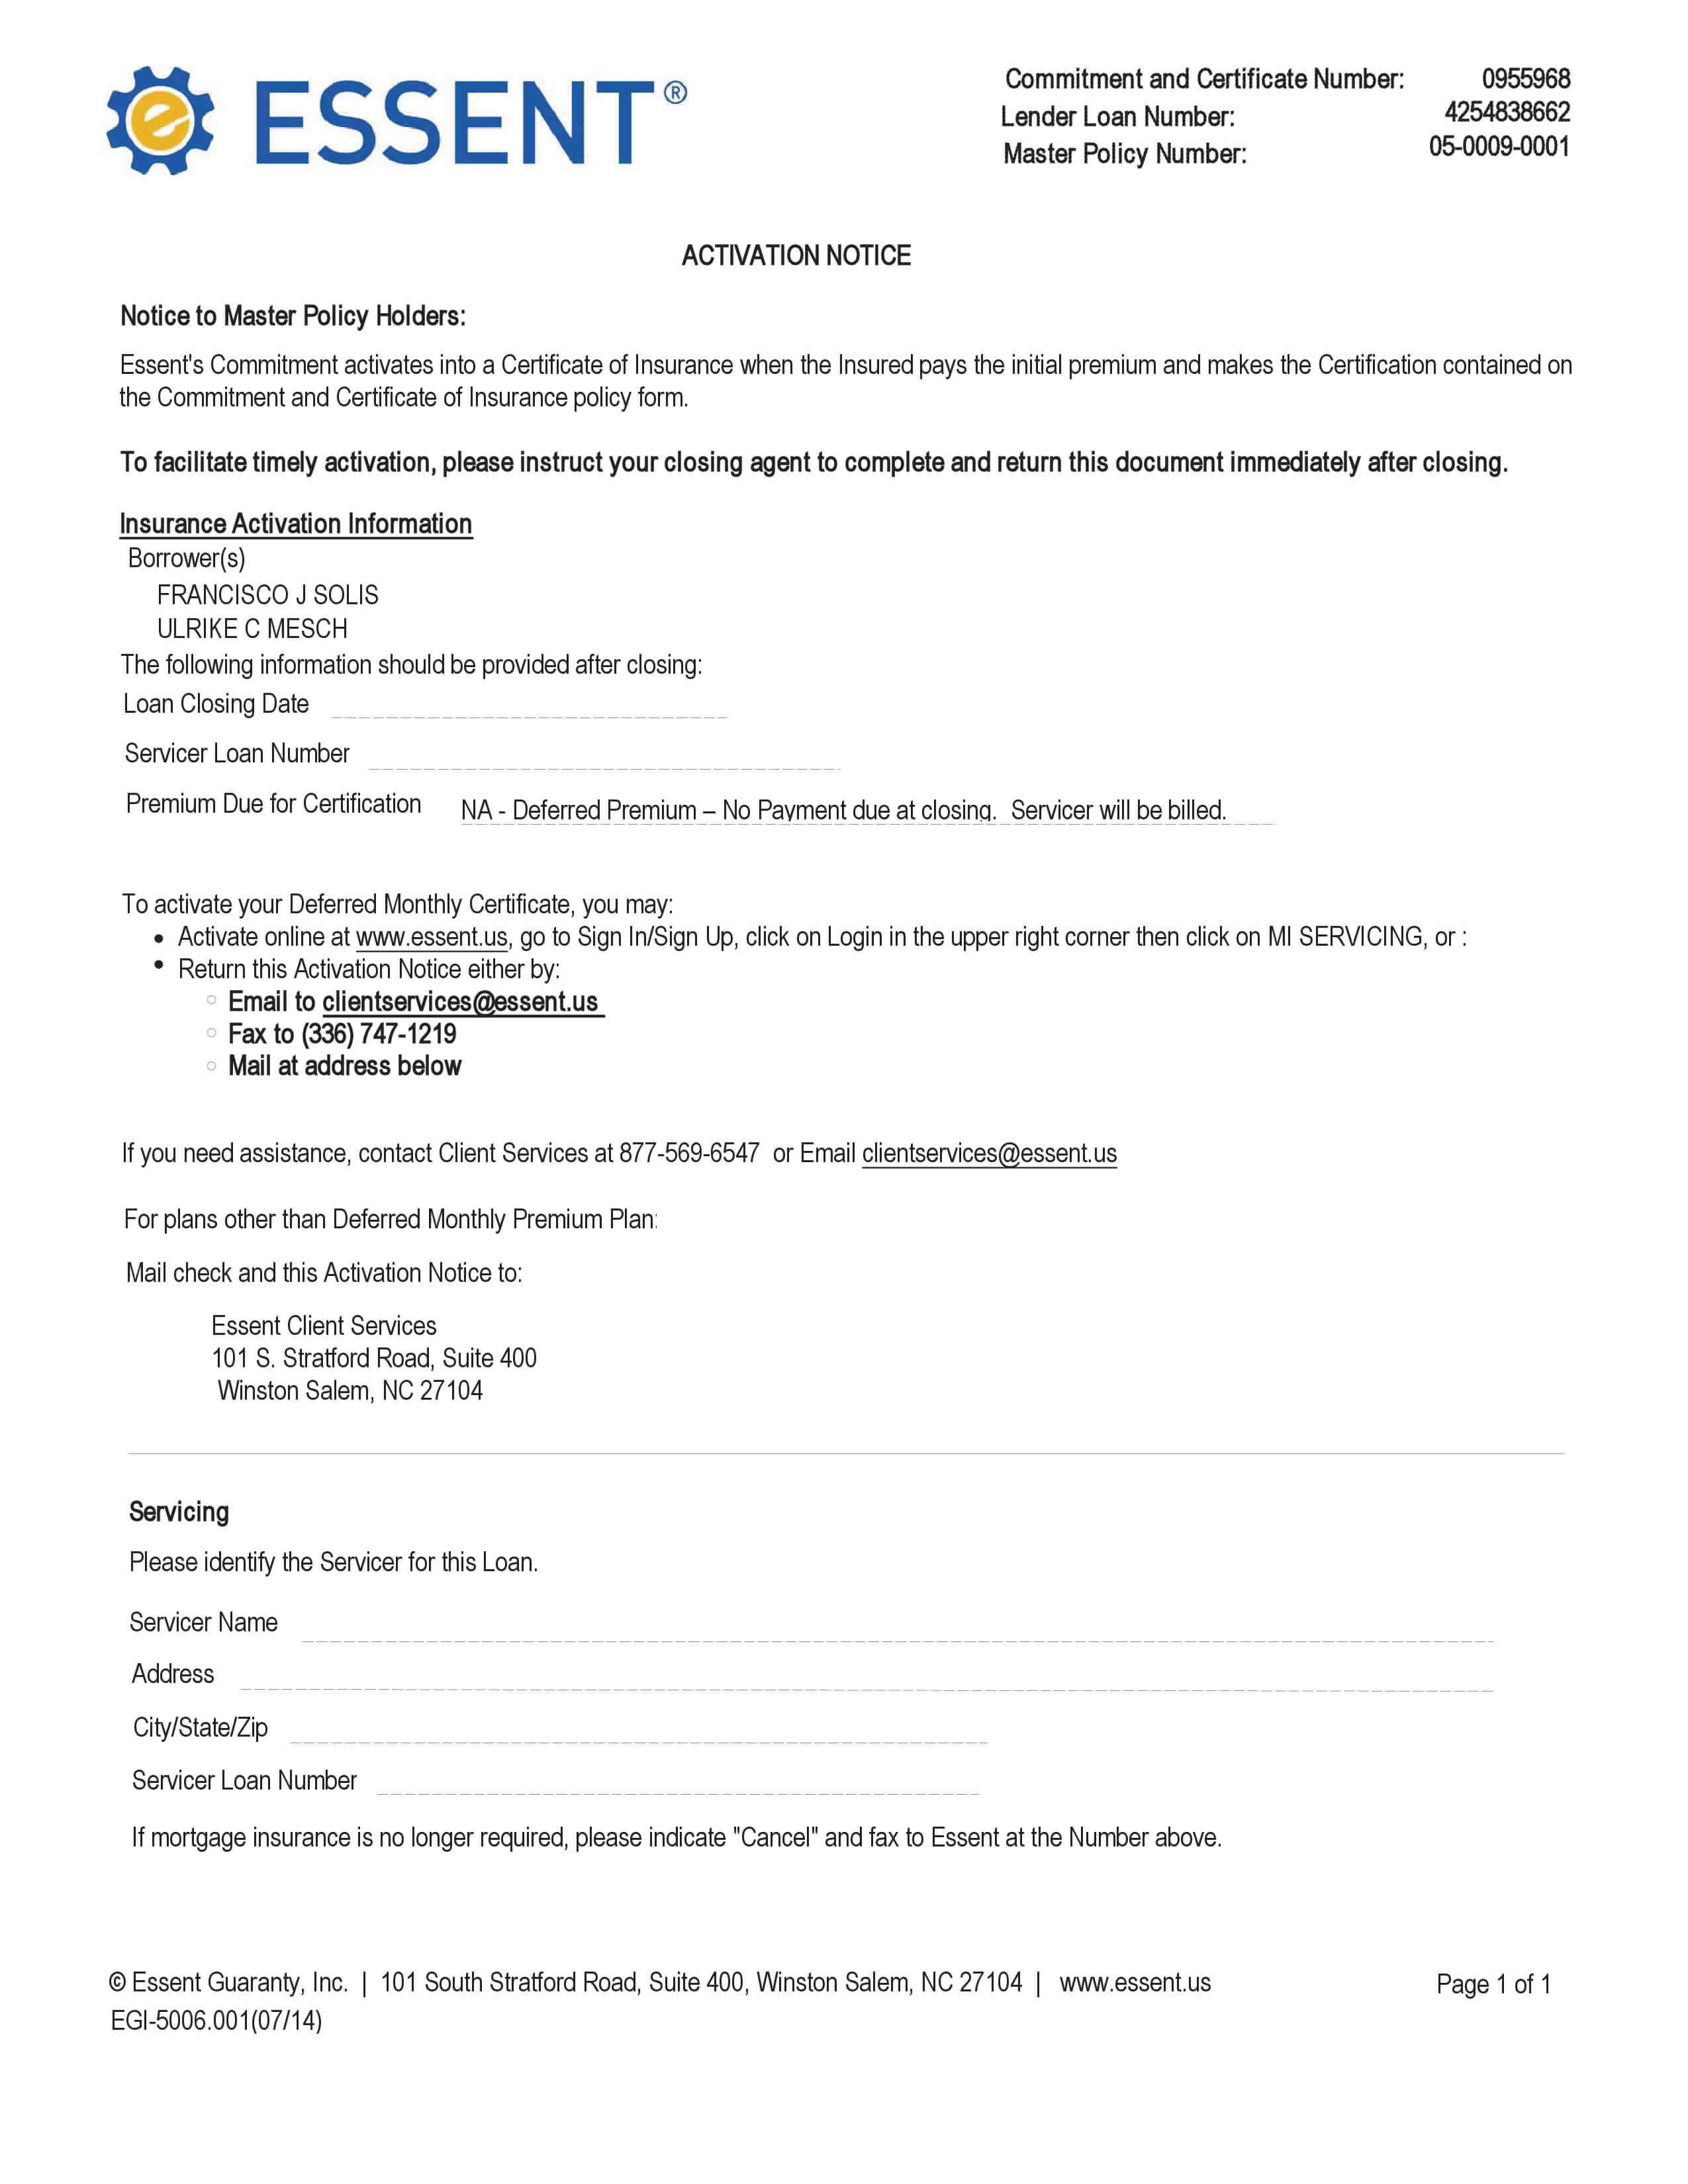 ESSENT®
Commitment and Certificate Number: 0955968
Lender Loan Number: 4254838662
Master Policy Number: 05-0009-0001
ACTIVATION NOTICE
Notice to Master Policy Holders:
Essent's Commitment activates into a Certificate of Insurance when the Insured pays the initial premium and makes the Certification contained on
the Commitment and Certificate of Insurance policy form.
To facilitate timely activation, please instruct your closing agent to complete and return this document immediately after closing.
Insurance Activation Information
Borrower(s)
FRANCISCO J SOLIS
ULRIKE C MESCH
The following information should be provided after closing:
Loan Closing Date
Servicer Loan Number
Premium Due for Certification NA - Deferred Premium – No Payment due at closing. Servicer will be billed.
To activate your Deferred Monthly Certificate, you may:
• Activate online at www.essent.us, go to Sign In/Sign Up, click on Login in the upper right corner then click on MI SERVICING, or :
• Return this Activation Notice either by:
○ Email to clientservices@essent.us
○ Fax to (336) 747-1219
○ Mail at address below
If you need assistance, contact Client Services at 877-569-6547 or Email clientservices@essent.us
For plans other than Deferred Monthly Premium Plan:
Mail check and this Activation Notice to:
Essent Client Services
101 S. Stratford Road, Suite 400
Winston Salem, NC 27104
Servicing
Please identify the Servicer for this Loan.
Servicer Name
Address
City/State/Zip
Servicer Loan Number
If mortgage insurance is no longer required, please indicate "Cancel" and fax to Essent at the Number above.
© Essent Guaranty, Inc. | 101 South Stratford Road, Suite 400, Winston Salem, NC 27104 | www.essent.us Page 1 of 1
EGI-5006.001(07/14)